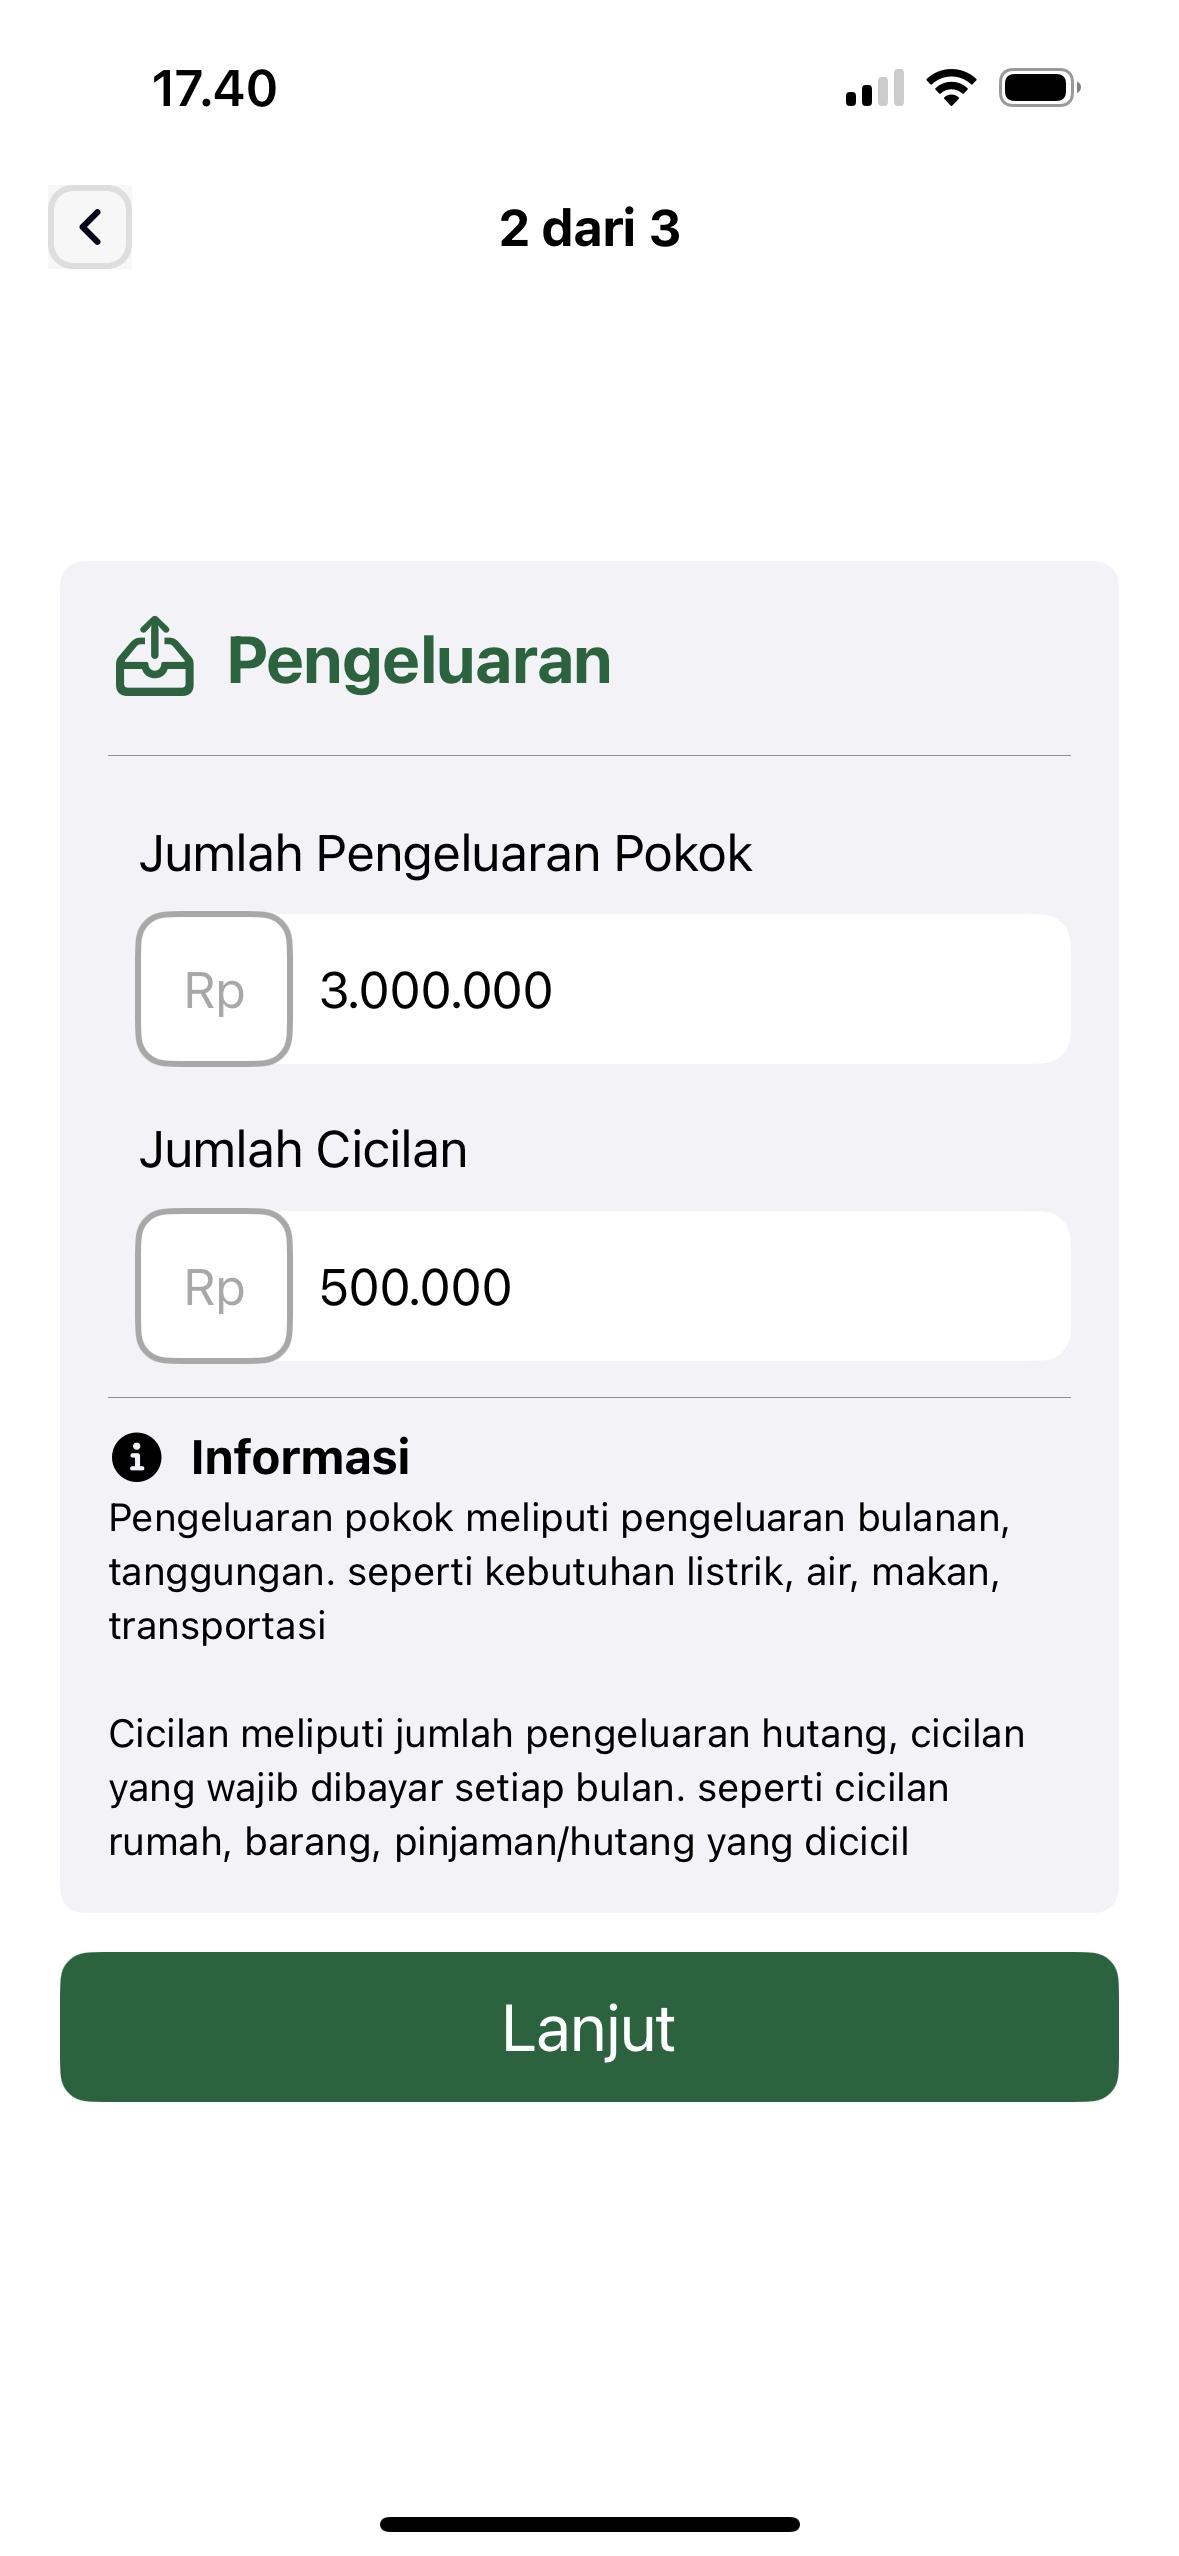 17.40
2 dari 3
Pengeluaran
Jumlah Pengeluaran Pokok
Rp 3.000.000
Jumlah Cicilan
Rp 500.000
Informasi
Pengeluaran pokok meliputi pengeluaran bulanan,
tanggungan. seperti kebutuhan listrik, air, makan,
transportasi
Cicilan meliputi jumlah pengeluaran hutang, cicilan
yang wajib dibayar setiap bulan. seperti cicilan
rumah, barang, pinjaman/hutang yang dicicil
Lanjut